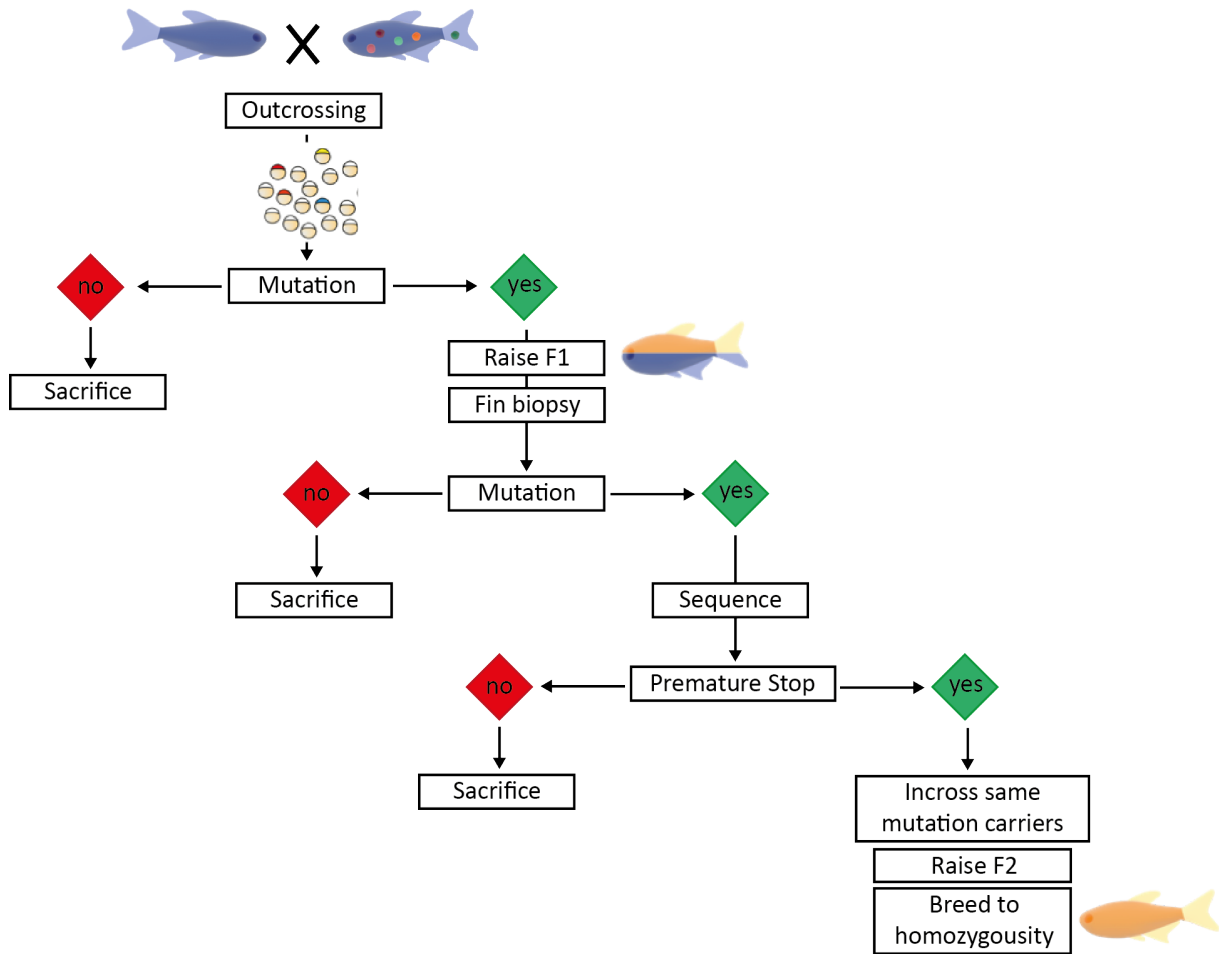 Outcrossing
no
Mutation
yes
Sacrifice
Raise F1
Fin biopsy
no
Mutation
yes
Sacrifice
Sequence
no
Premature Stop
yes
Sacrifice
Incross same
mutation carriers
Raise F2
Breed to
homozygousity